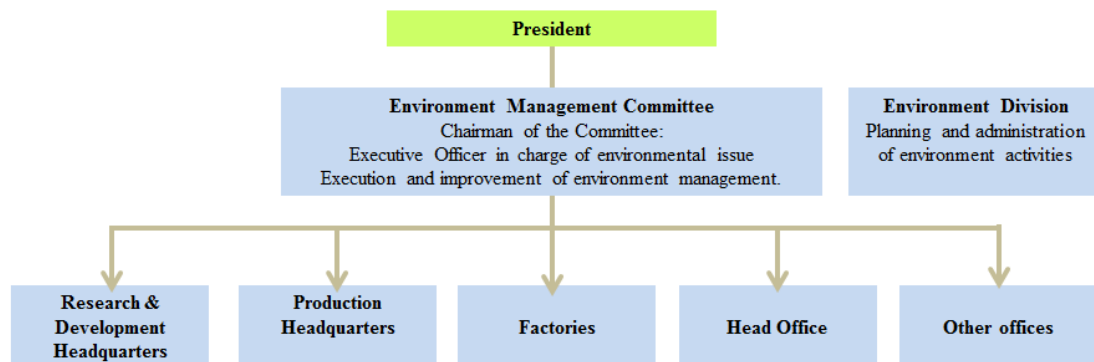 President
Environment Management Committee
Chairman of the Committee:
Executive Officer in charge of environmental issue
Execution and improvement of environment management.
Environment Division
Planning and administration
of environment activities
Research &
Development
Headquarters
Production
Headquarters
Factories
Head Office
Other offices